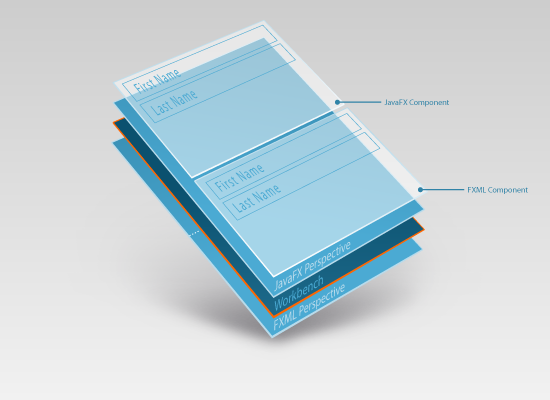 First Name
Last Name
JavaFX Component
First Name
Last Name
FXML Component
JavaFX Perspective
Workbench
FXML Perspective